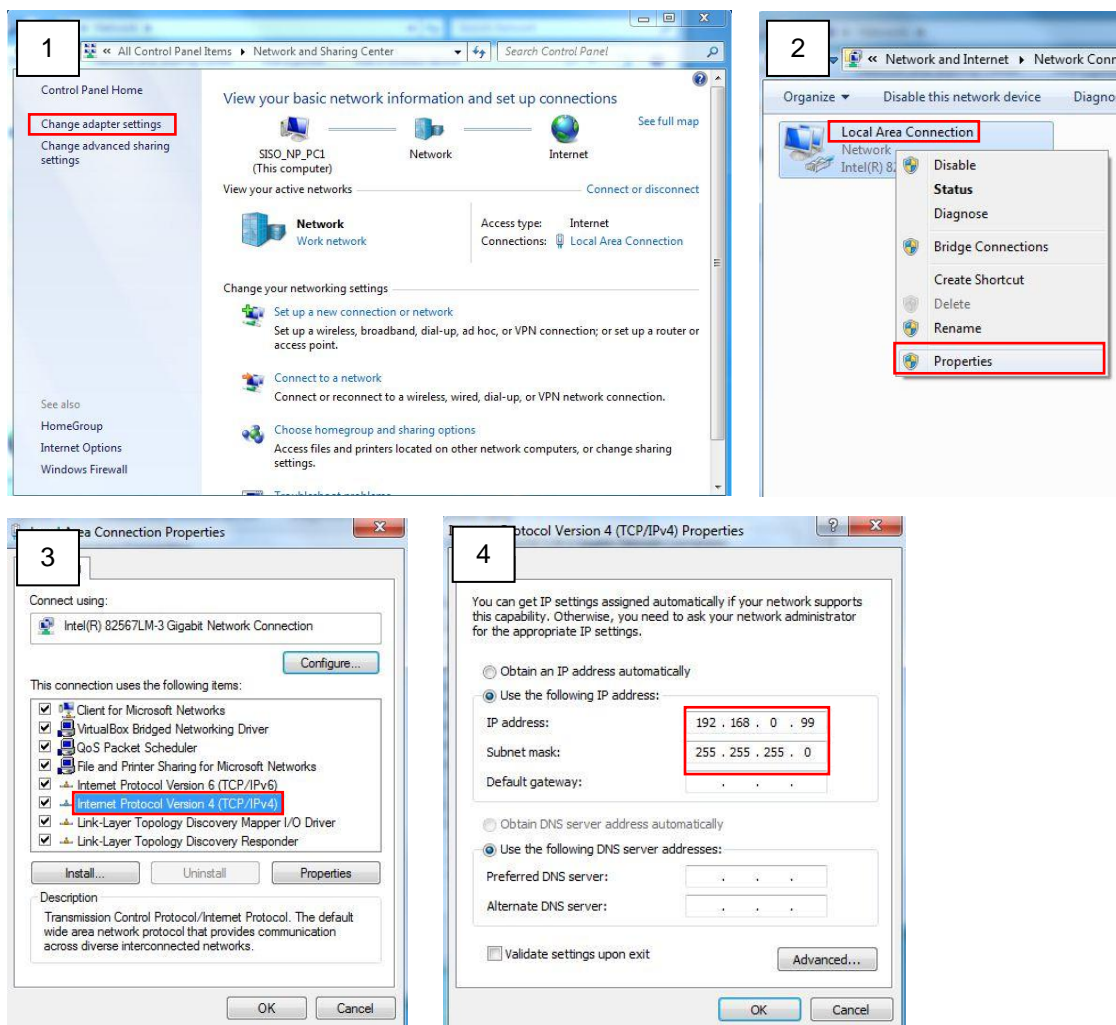 1
« All Control Panel Items ▸ Network and Sharing Center
Search Control Panel
Control Panel Home
Change adapter settings
Change advanced sharing
settings
See also
HomeGroup
Internet Options
Windows Firewall
View your basic network information and set up connections
See full map
SISO_NP_PC1
(This computer)
Network
Internet
View your active networks
Connect or disconnect
Network
Work network
Access type: Internet
Connections: Local Area Connection
Change your networking settings
Set up a new connection or network
Set up a wireless, broadband, dial-up, ad hoc, or VPN connection; or set up a router or
access point.
Connect to a network
Connect or reconnect to a wireless, wired, dial-up, or VPN network connection.
Choose homegroup and sharing options
Access files and printers located on other network computers, or change sharing
settings.
Troubleshoot problems
2
« Network and Internet ▸ Network Conn
Organize Disable this network device Diagno
Local Area Connection
Network
Intel(R) 82
Disable
Status
Diagnose
Bridge Connections
Create Shortcut
Delete
Rename
Properties
3
ea Connection Properties
Connect using:
Intel(R) 82567LM-3 Gigabit Network Connection
Configure...
This connection uses the following items:
Client for Microsoft Networks
VirtualBox Bridged Networking Driver
QoS Packet Scheduler
File and Printer Sharing for Microsoft Networks
Internet Protocol Version 6 (TCP/IPv6)
Internet Protocol Version 4 (TCP/IPv4)
Link-Layer Topology Discovery Mapper I/O Driver
Link-Layer Topology Discovery Responder
Install... Uninstall Properties
Description
Transmission Control Protocol/Internet Protocol. The default
wide area network protocol that provides communication
across diverse interconnected networks.
OK Cancel
4
otocol Version 4 (TCP/IPv4) Properties
You can get IP settings assigned automatically if your network supports
this capability. Otherwise, you need to ask your network administrator
for the appropriate IP settings.
Obtain an IP address automatically
Use the following IP address:
IP address: 192 . 168 . 0 . 99
Subnet mask: 255 . 255 . 255 . 0
Default gateway: . . .
Obtain DNS server address automatically
Use the following DNS server addresses:
Preferred DNS server: . . .
Alternate DNS server: . . .
Validate settings upon exit
Advanced...
OK Cancel